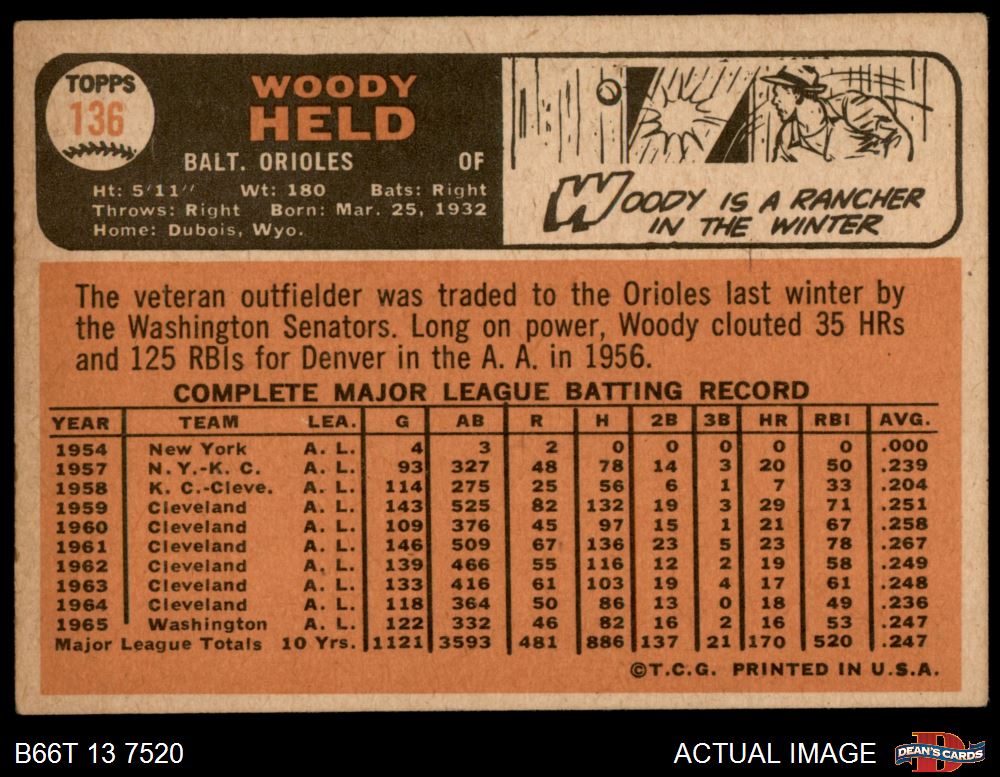 TOPPS
136
WOODY
HELD
BALT. ORIOLES OF
Ht: 5'11" Wt: 180 Bats: Right
Throws: Right Born: Mar. 25, 1932
Home: Dubois, Wyo.
WOODY IS A RANCHER
IN THE WINTER
The veteran outfielder was traded to the Orioles last winter by
the Washington Senators. Long on power, Woody clouted 35 HRs
and 125 RBIs for Denver in the A. A. in 1956.
COMPLETE MAJOR LEAGUE BATTING RECORD
YEAR TEAM LEA. G AB R H 2B 3B HR RBI AVG.
1954 New York A. L. 4 3 2 0 0 0 0 0 .000
1957 N. Y.-K. C. A. L. 93 327 48 78 14 3 20 50 .239
1958 K. C.-Cleve. A. L. 114 275 25 56 6 1 7 33 .204
1959 Cleveland A. L. 143 525 82 132 19 3 29 71 .251
1960 Cleveland A. L. 109 376 45 97 15 1 21 67 .258
1961 Cleveland A. L. 146 509 67 136 23 5 23 78 .267
1962 Cleveland A. L. 139 466 55 116 12 2 19 58 .249
1963 Cleveland A. L. 133 416 61 103 19 4 17 61 .248
1964 Cleveland A. L. 118 364 50 86 13 0 18 49 .236
1965 Washington A. L. 122 332 46 82 16 2 16 53 .247
Major League Totals 10 Yrs. 1121 3593 481 886 137 21 170 520 .247
©T.C.G. PRINTED IN U.S.A.
B66T 13 7520
ACTUAL IMAGE
DEAN'S CARDS